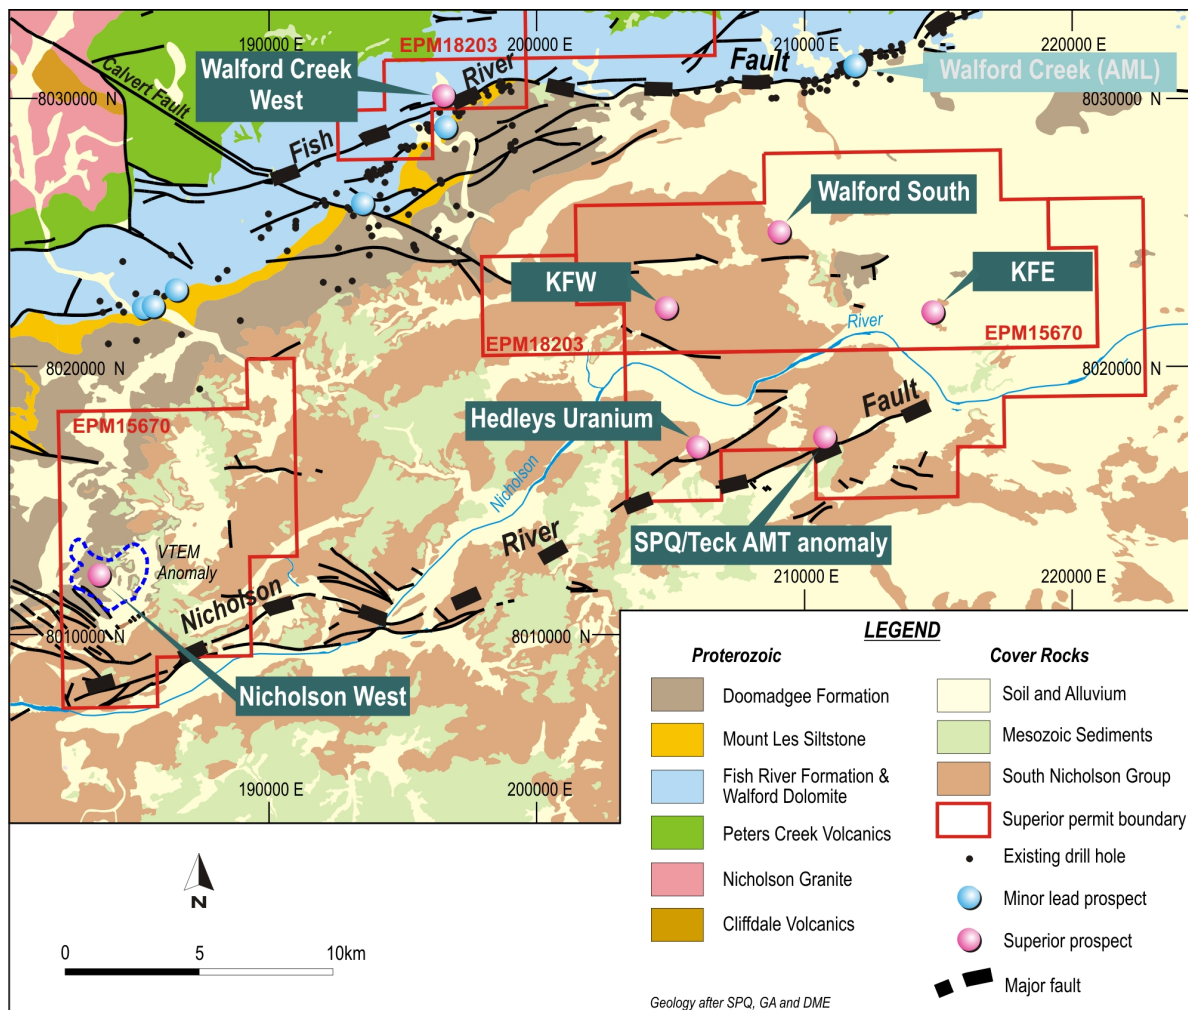 190000 E
200000 E
210000 E
220000 E
EPM18203
Walford Creek
West
River
Fault
Walford Creek (AML)
Calvert Fault
8030000 N
8030000 N
Fish
Walford South
KFW
KFE
River
EPM18203
EPM15670
8020000 N
8020000 N
EPM15670
Hedleys Uranium
Fault
Nicholson
River
SPQ/Teck AMT anomaly
VTEM
Anomaly
210000 E
220000 E
Nicholson
8010000 N
8010000 N
Nicholson West
190000 E
200000 E
LEGEND
Proterozoic
Doomadgee Formation
Mount Les Siltstone
Fish River Formation &
Walford Dolomite
Peters Creek Volcanics
Nicholson Granite
Cliffdale Volcanics
Cover Rocks
Soil and Alluvium
Mesozoic Sediments
South Nicholson Group
Superior permit boundary
Existing drill hole
Minor lead prospect
Superior prospect
Major fault
N
0 5 10km
Geology after SPQ, GA and DME